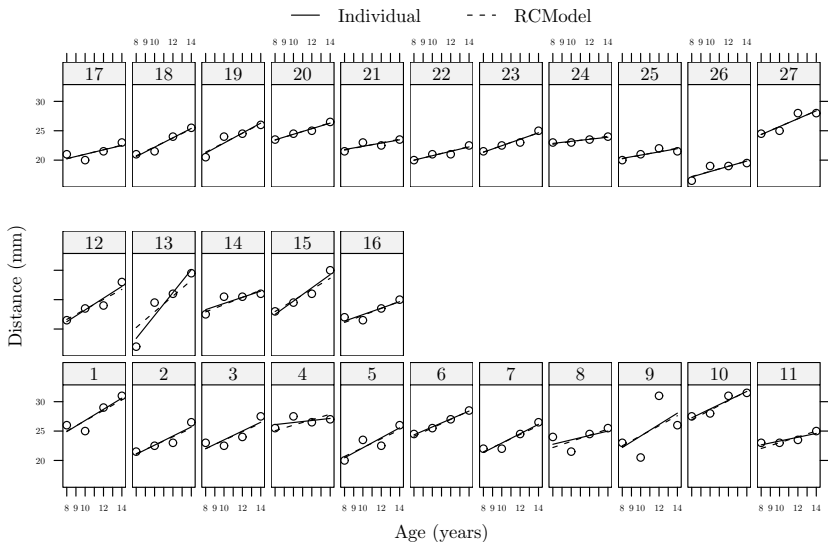 Individual RCModel
8 9 10 12 14 8 9 10 12 14 8 9 10 12 14 8 9 10 12 14 8 9 10 12 14
17 18 19 20 21 22 23 24 25 26 27
30
20
12 13 14 15 16
Distance (mm)
1 2 3 4 5 6 7 8 9 10 11
30
25
20
8 9 10 12 14 8 9 10 12 14 8 9 10 12 14 8 9 10 12 14 8 9 10 12 14 8 9 10 12 14
Age (years)